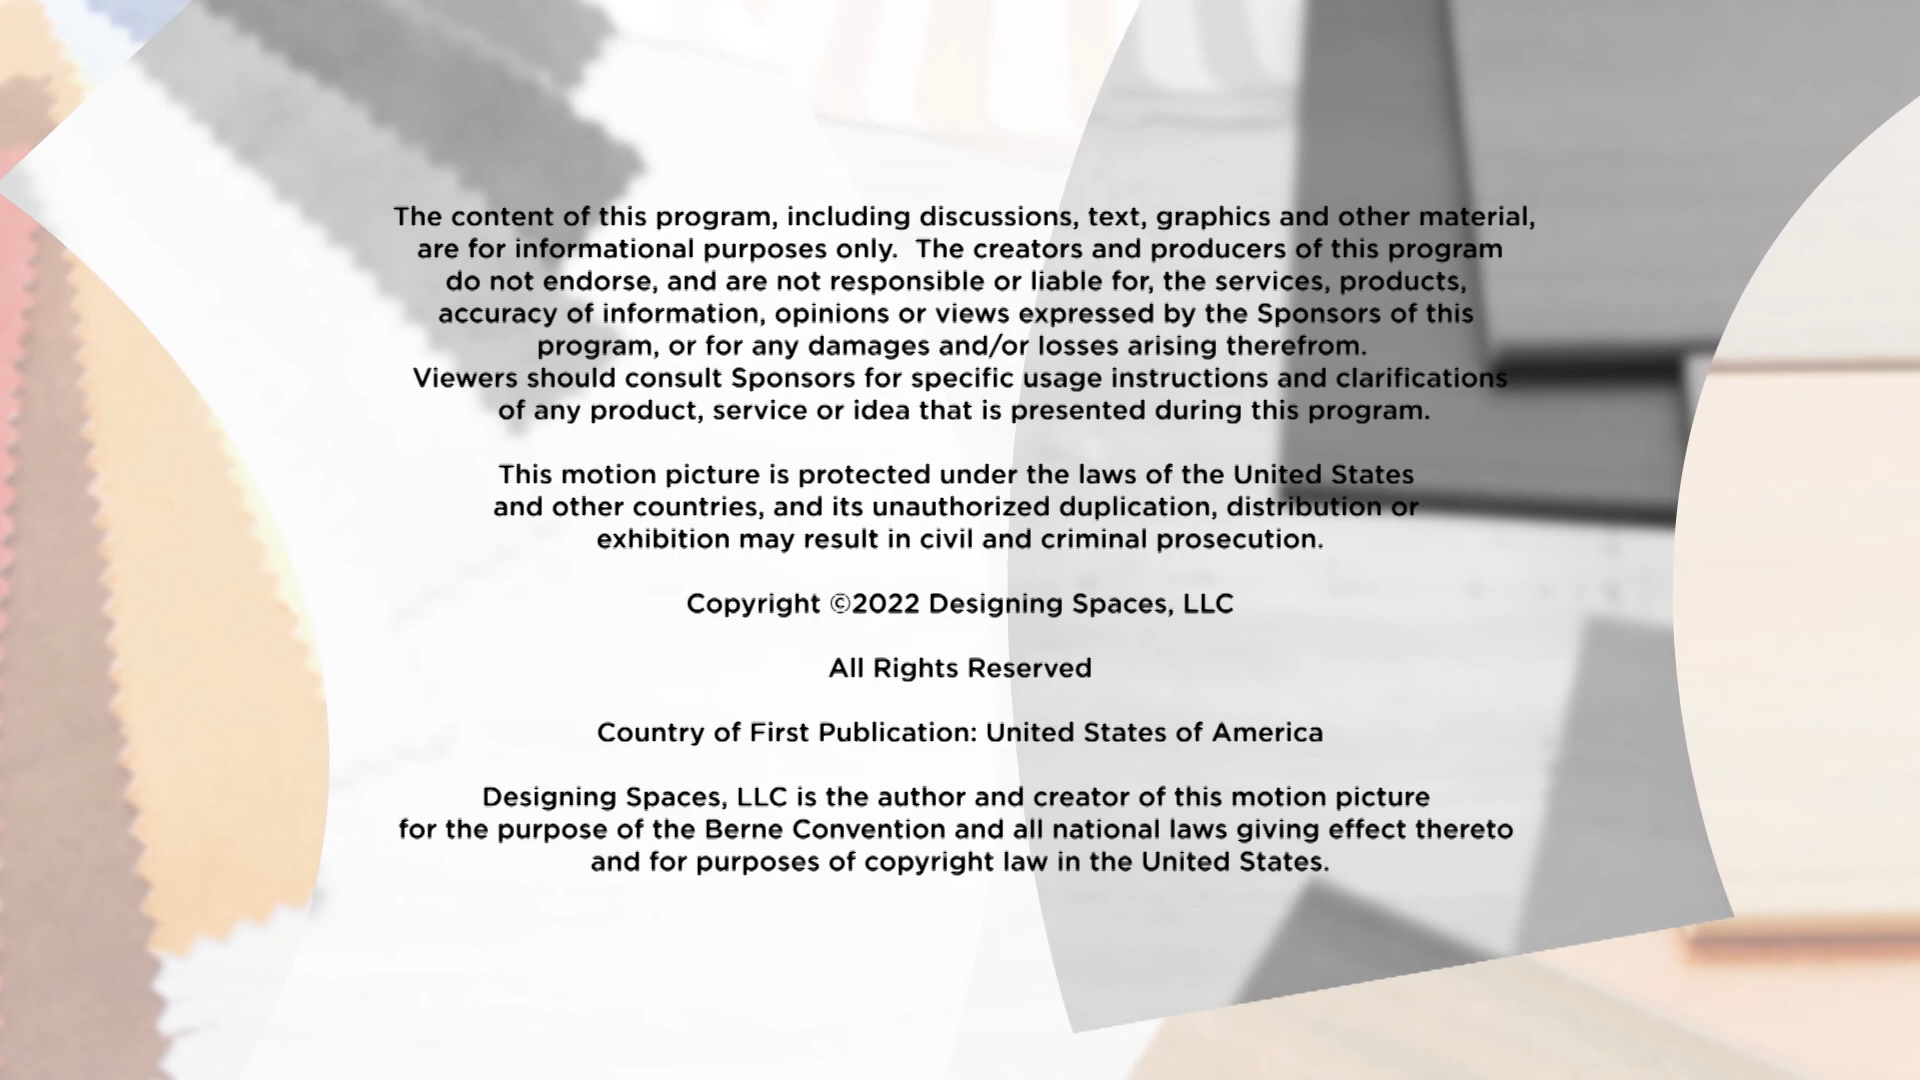 The content of this program, including discussions, text, graphics and other material,
are for informational purposes only.  The creators and producers of this program
do not endorse, and are not responsible or liable for, the services, products,
accuracy of information, opinions or views expressed by the Sponsors of this
program, or for any damages and/or losses arising therefrom.
Viewers should consult Sponsors for specific usage instructions and clarifications
of any product, service or idea that is presented during this program.
This motion picture is protected under the laws of the United States
and other countries, and its unauthorized duplication, distribution or
exhibition may result in civil and criminal prosecution.
Copyright ©2022 Designing Spaces, LLC
All Rights Reserved
Country of First Publication: United States of America
Designing Spaces, LLC is the author and creator of this motion picture
for the purpose of the Berne Convention and all national laws giving effect thereto
and for purposes of copyright law in the United States.